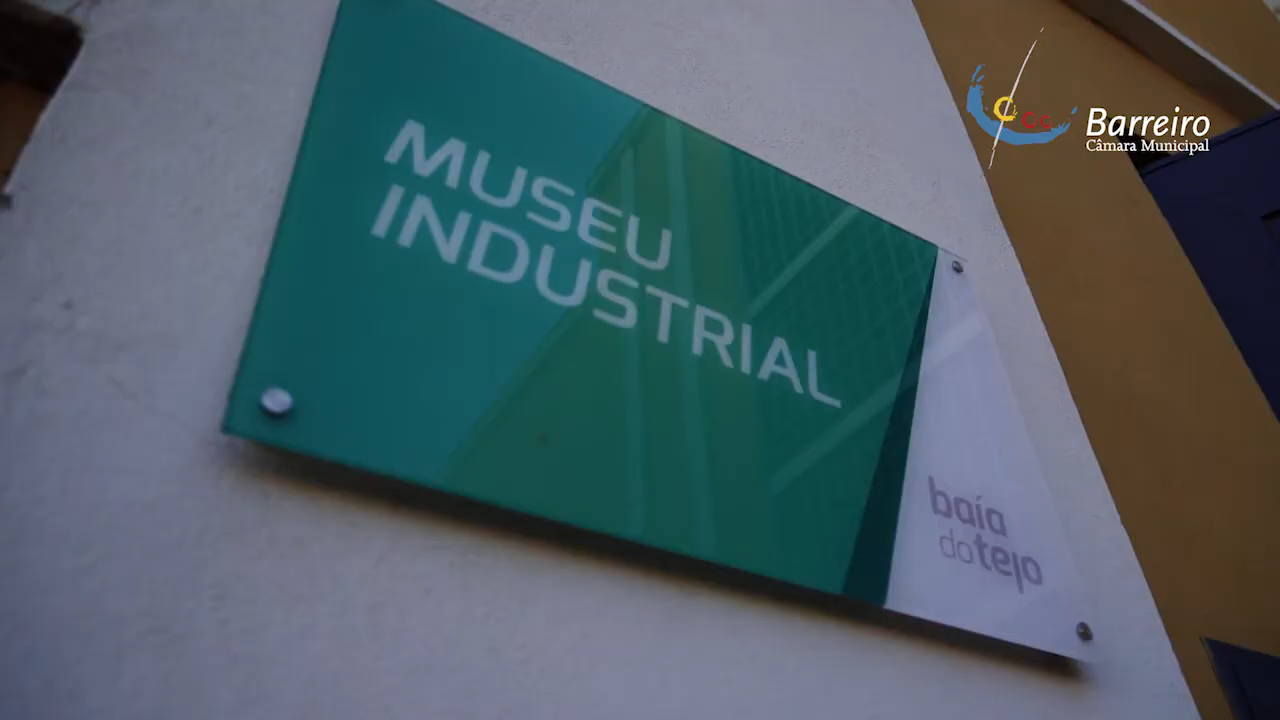 MUSEU
INDUSTRIAL
baía
do tejo
Barreiro
Câmara Municipal